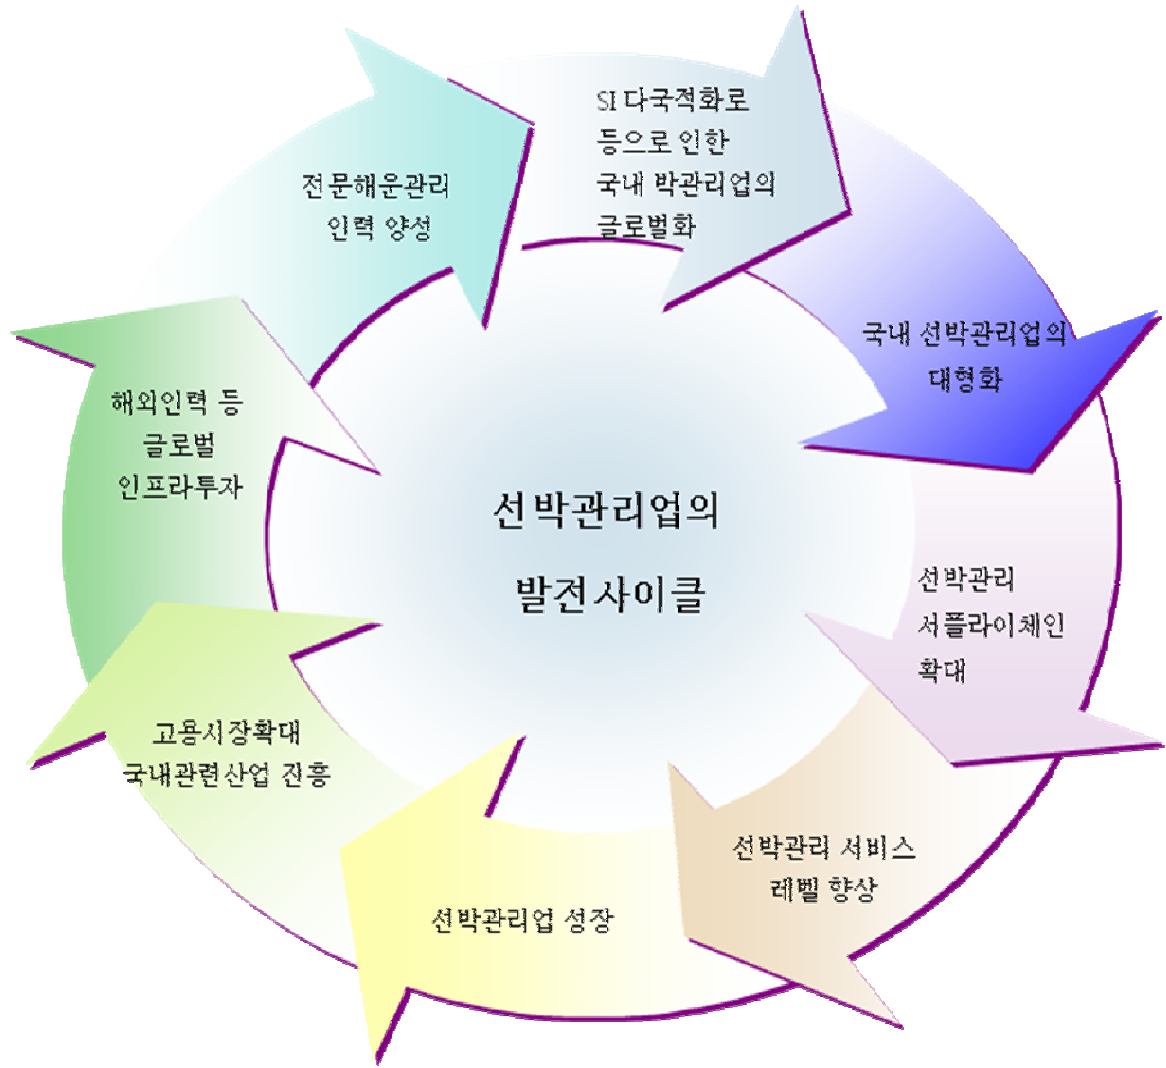 SI 다국적화로
등으로 인한
국내 박관리업의
글로벌화
국내 선박관리업의
대형화
선박관리
서플라이체인
확대
선박관리 서비스
레벨 향상
선박관리업 성장
고용시장확대
국내관련산업 진흥
해외인력 등
글로벌
인프라투자
전문해운관리
인력 양성
선박관리업의
발전사이클